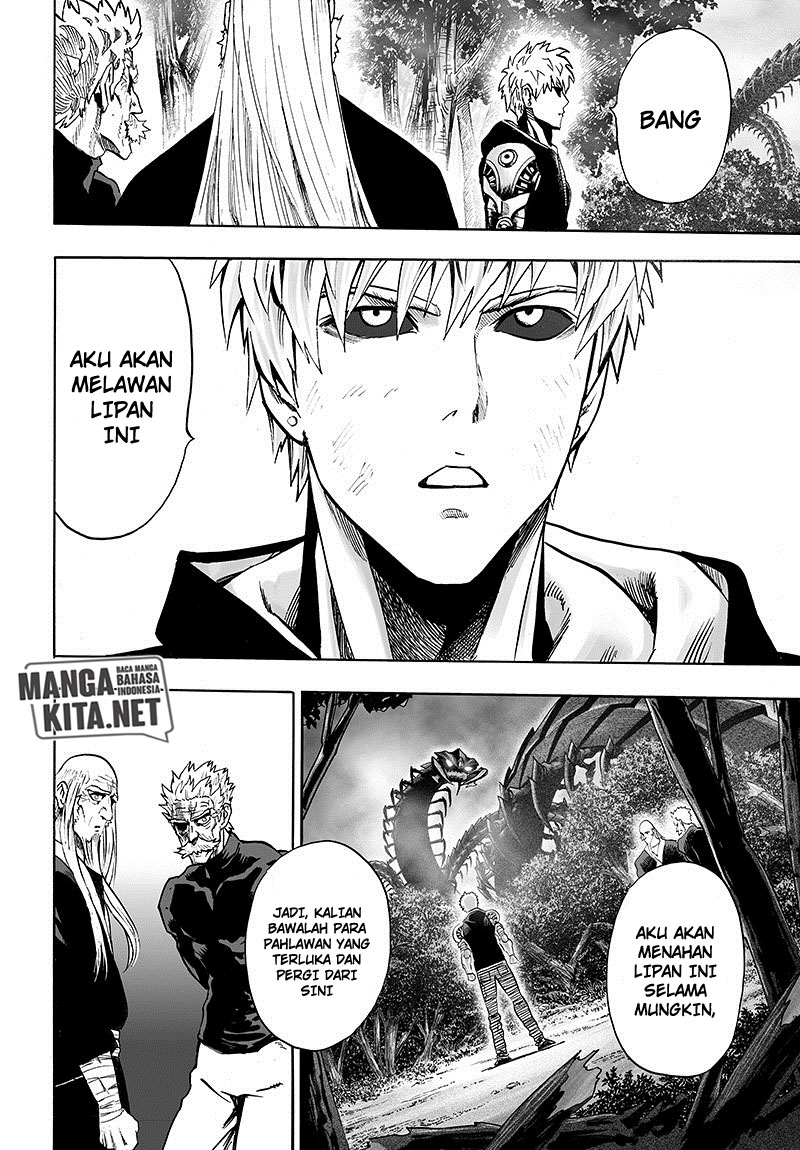 BANG
AKU AKAN
MELAWAN
LIPAN
INI
MANGA
KITA.NET
BACA MANGA
BAHASA
-INDONESIA-
AKU AKAN
MENAHAN
LIPAN INI
SELAMA
MUNGKIN,
JADI, KALIAN
BAWALAH PARA
PAHLAWAN YANG
TERLUKA DAN
PERGI DARI
SINI